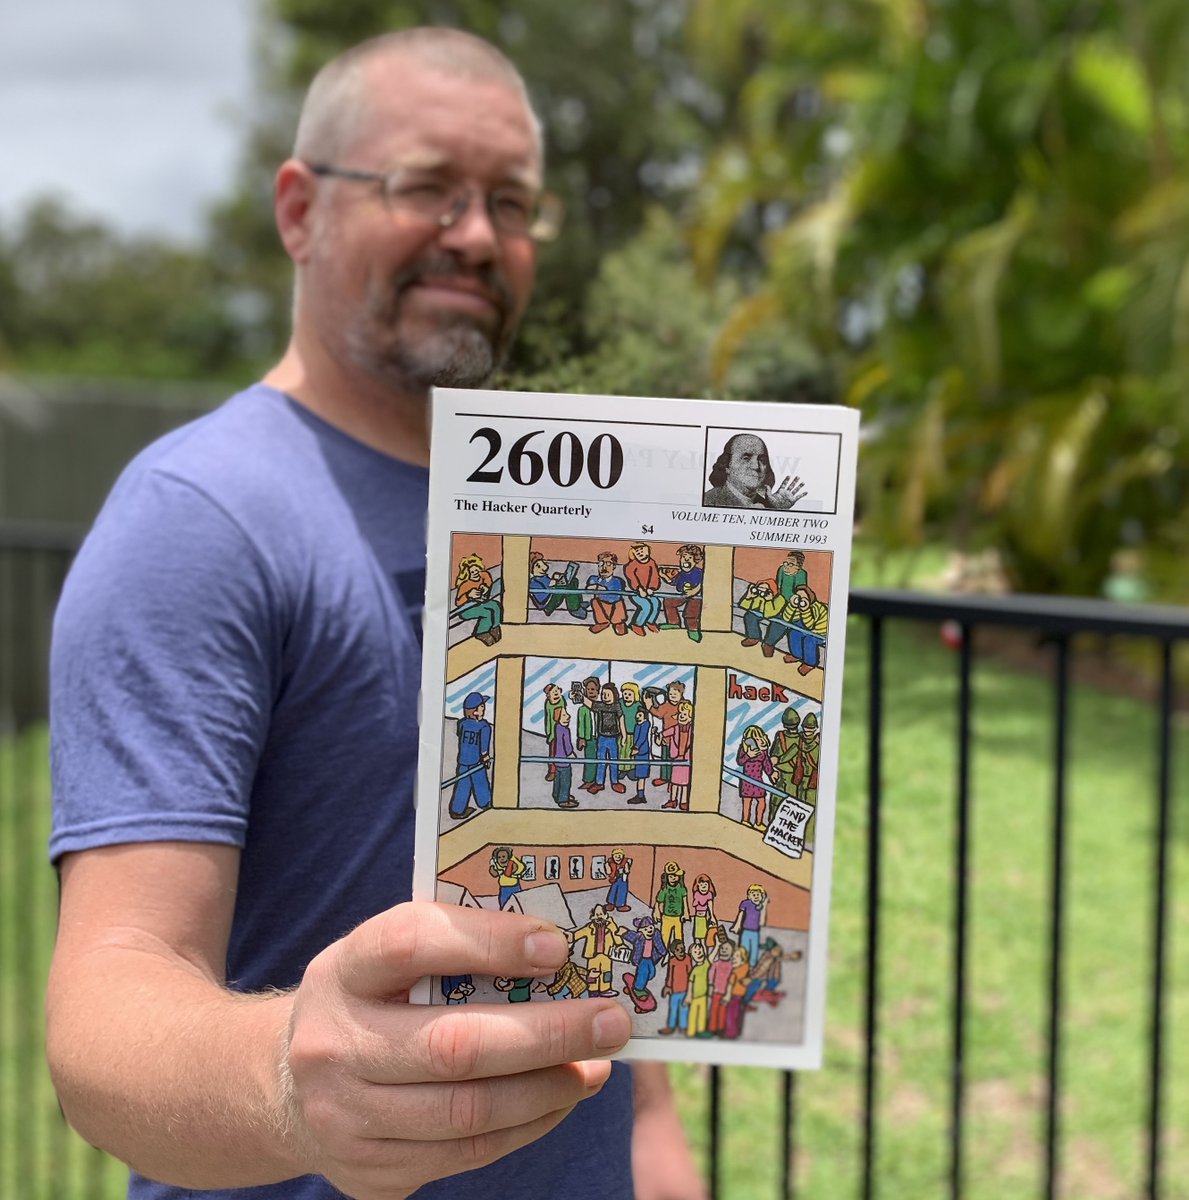 2600
The Hacker Quarterly
$4
VOLUME TEN, NUMBER TWO
SUMMER 1993
hack
FBI
FIND
THE
HACKER